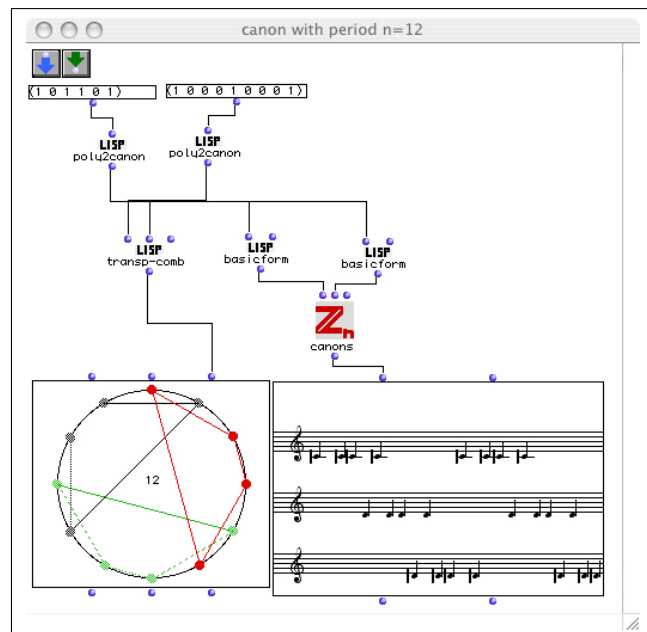 canon with period n=12
(1 0 1 1 0 1)
(1 0 0 0 1 0 0 0 1)
LISP
poly2canon
LISP
poly2canon
LISP
transp-comb
LISP
basicform
LISP
basicform
Zn
canons
12